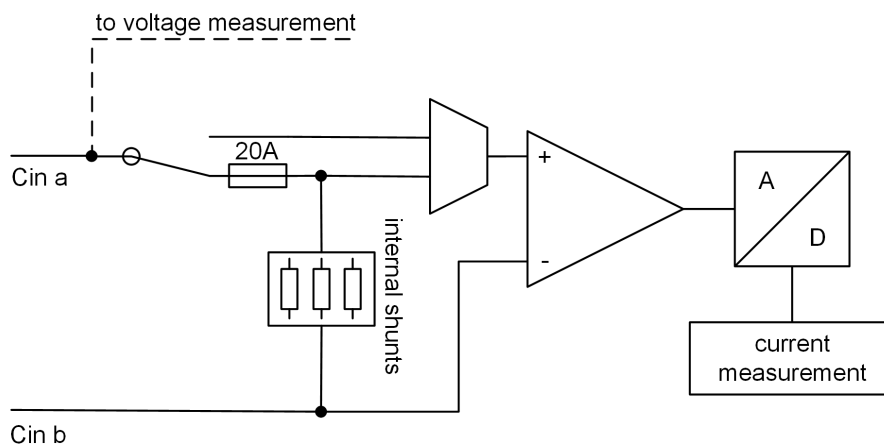 to voltage measurement
Cin a
20A
internal shunts
+
-
A
D
current
measurement
Cin b